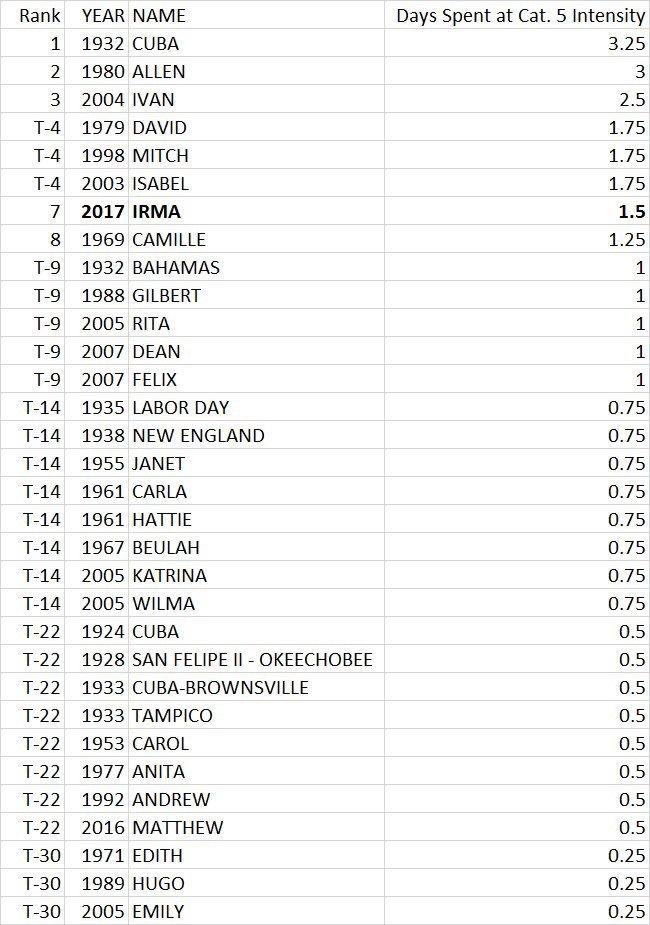 Rank YEAR NAME Days Spent at Cat. 5 Intensity
1 1932 CUBA 3.25
2 1980 ALLEN 3
3 2004 IVAN 2.5
T-4 1979 DAVID 1.75
T-4 1998 MITCH 1.75
T-4 2003 ISABEL 1.75
7 2017 IRMA 1.5
8 1969 CAMILLE 1.25
T-9 1932 BAHAMAS 1
T-9 1988 GILBERT 1
T-9 2005 RITA 1
T-9 2007 DEAN 1
T-9 2007 FELIX 1
T-14 1935 LABOR DAY 0.75
T-14 1938 NEW ENGLAND 0.75
T-14 1955 JANET 0.75
T-14 1961 CARLA 0.75
T-14 1961 HATTIE 0.75
T-14 1967 BEULAH 0.75
T-14 2005 KATRINA 0.75
T-14 2005 WILMA 0.75
T-22 1924 CUBA 0.5
T-22 1928 SAN FELIPE II - OKEECHOBEE 0.5
T-22 1933 CUBA-BROWNSVILLE 0.5
T-22 1933 TAMPICO 0.5
T-22 1953 CAROL 0.5
T-22 1977 ANITA 0.5
T-22 1992 ANDREW 0.5
T-22 2016 MATTHEW 0.5
T-30 1971 EDITH 0.25
T-30 1989 HUGO 0.25
T-30 2005 EMILY 0.25